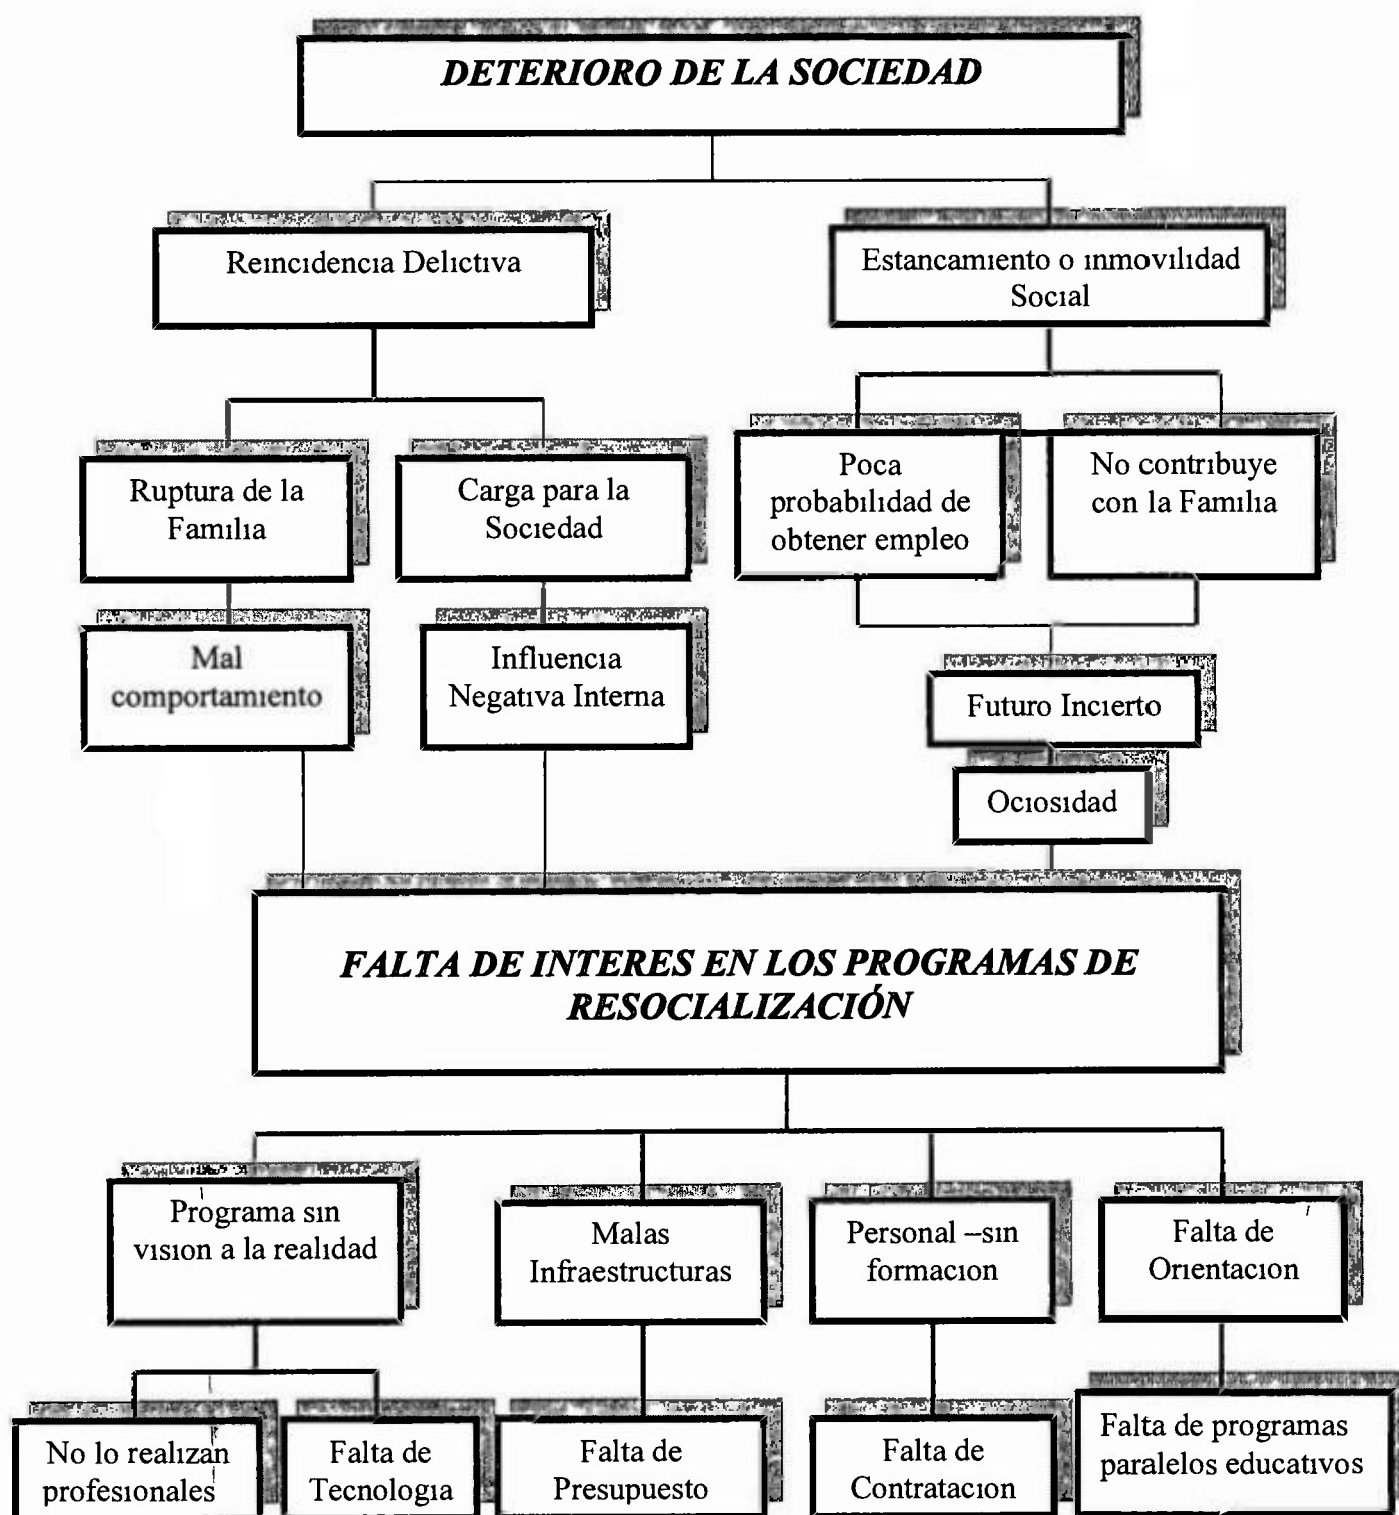 DETERIORO DE LA SOCIEDAD
Reincidencia Delictiva
Estancamiento o inmovilidad
Social
Ruptura de la
Familia
Carga para la
Sociedad
Poca
probabilidad de
obtener empleo
No contribuye
con la Familia
Mal
comportamiento
Influencia
Negativa Interna
Futuro Incierto
Ociosidad
FALTA DE INTERES EN LOS PROGRAMAS DE
RESOCIALIZACIÓN
Programa sin
vision a la realidad
Malas
Infraestructuras
Personal –sin
formacion
Falta de
Orientacion
No lo realizan
profesionales
Falta de
Tecnologia
Falta de
Presupuesto
Falta de
Contratacion
Falta de programas
paralelos educativos